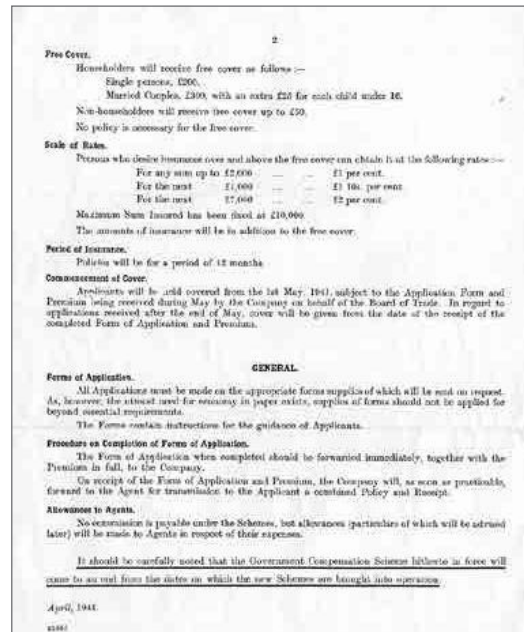 2
Free Cover.
Householders will receive free cover as follows :—
Single persons, £200.
Married Couples, £300, with an extra £25 for each child under 16.
Non-householders will receive free cover up to £50.
No policy is necessary for the free cover.
Scale of Rates.
Persons who desire insurance over and above the free cover can obtain it at the following rates :—
For any sum up to £2,000 ... ... £1 per cent.
For the next £1,000 ... ... £1 10s. per cent
For the next £7,000 ... ... £2 per cent.
Maximum Sum Insured has been fixed at £10,000.
The amounts of insurance will be in addition to the free cover.
Period of Insurance.
Policies will be for a period of 12 months
Commencement of Cover.
Applicants will be held covered from the 1st May, 1941, subject to the Application Form and
Premium being received during May by the Company on behalf of the Board of Trade. In regard to
applications received after the end of May, cover will be given from the date of the receipt of the
completed Form of Application and Premium.
GENERAL.
Forms of Application.
All Applications must be made on the appropriate forms supplies of which will be sent on request.
As, however, the utmost need for economy in paper exists, supplies of forms should not be applied for
beyond essential requirements.
The Forms contain instructions for the guidance of Applicants.
Procedure on Completion of Forms of Application.
The Form of Application when completed should be forwarded immediately, together with the
Premium in full, to the Company.
On receipt of the Form of Application and Premium, the Company will, as soon as practicable,
forward to the Agent for transmission to the Applicant a combined Policy and Receipt.
Allowances to Agents.
No commission is payable under the Schemes, but allowances (particulars of which will be advised
later) will be made to Agents in respect of their expenses.
It should be carefully noted that the Government Compensation Scheme hitherto in force will
come to an end from the dates on which the new Schemes are brought into operation.
April, 1941.